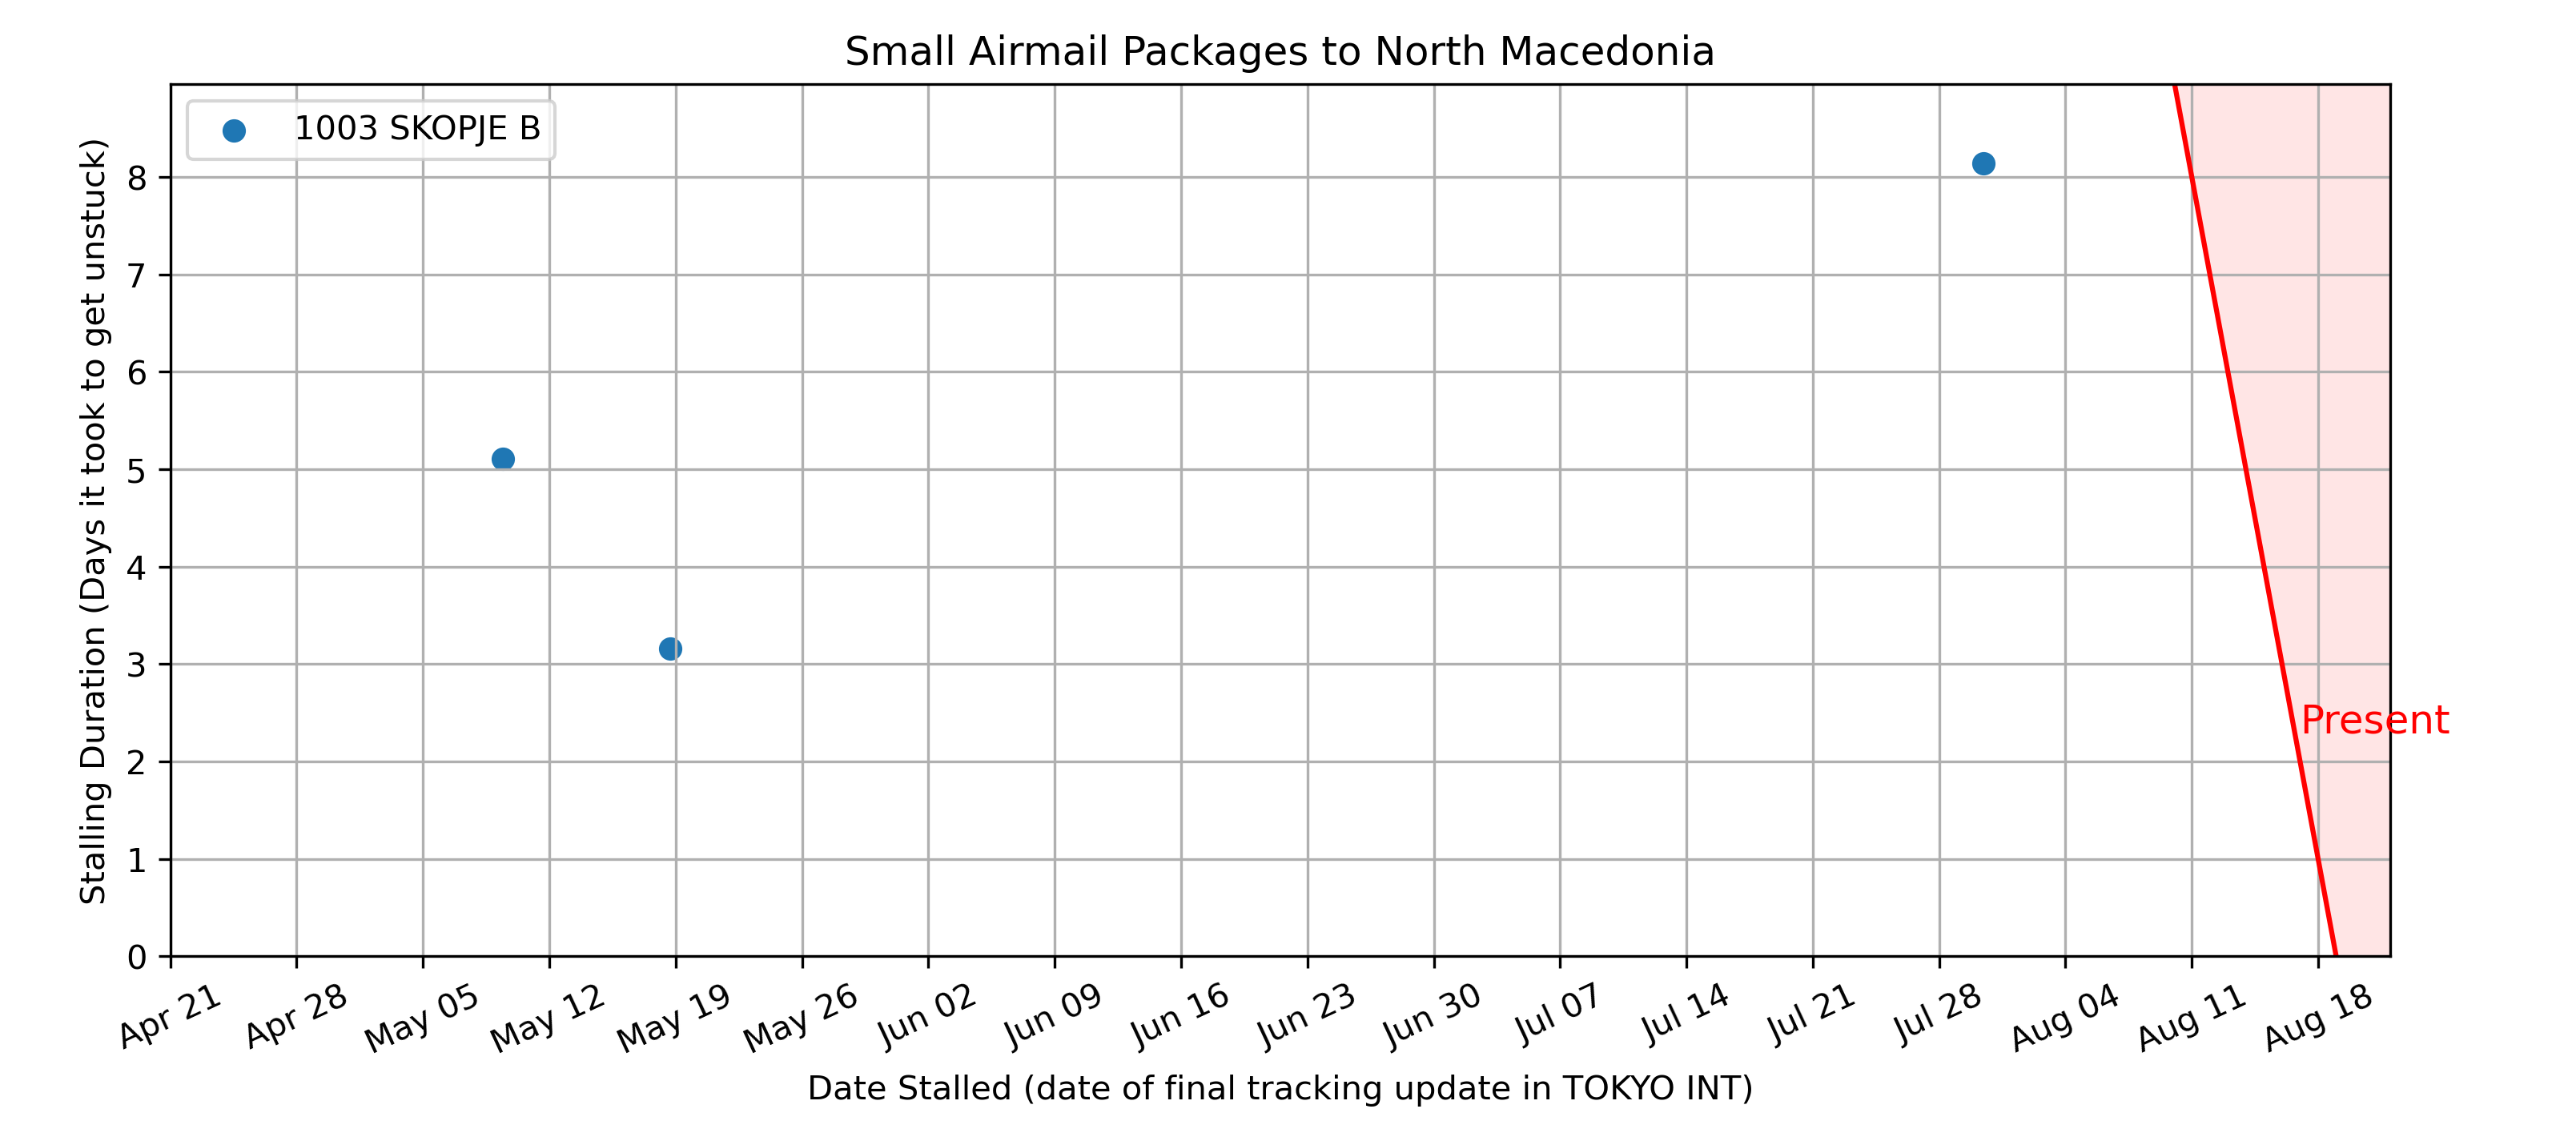 Small Airmail Packages to North Macedonia
1003 SKOPJE B
Stalling Duration (Days it took to get unstuck)
8
7
6
5
4
3
2
1
0
Present
Apr 21
Apr 28
May 05
May 12
May 19
May 26
Jun 02
Jun 09
Jun 16
Jun 23
Jun 30
Jul 07
Jul 14
Jul 21
Jul 28
Aug 04
Aug 11
Aug 18
Date Stalled (date of final tracking update in TOKYO INT)